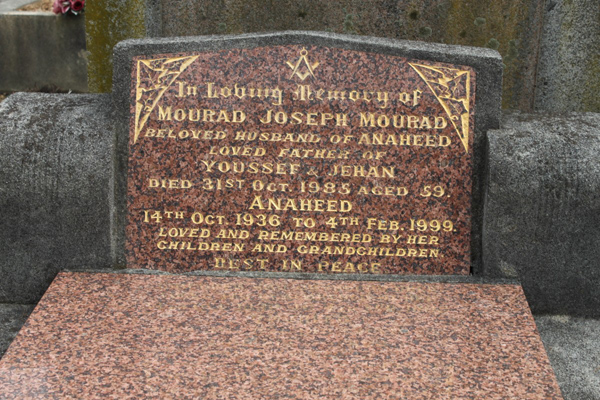 In Loving Memory of
MOURAD JOSEPH MOURAD
BELOVED HUSBAND OF ANAHEED
LOVED FATHER OF
YOUSSEF & JEHAN
DIED 31ST OCT. 1985 AGED 59.
ANAHEED
14TH OCT. 1936 TO 4TH FEB. 1999.
LOVED AND REMEMBERED BY HER
CHILDREN AND GRANDCHILDREN.
REST IN PEACE